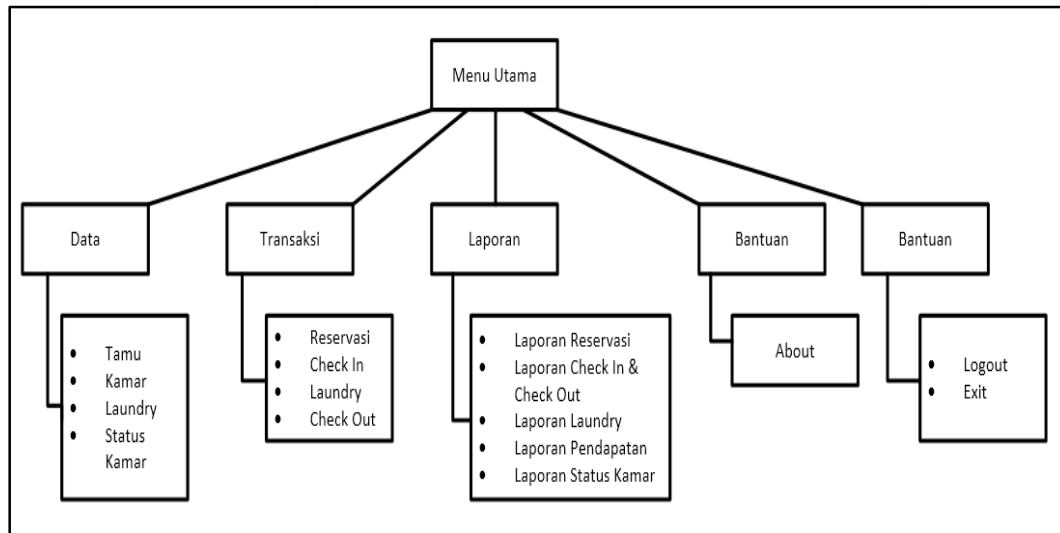 Menu Utama
Data
Transaksi
Laporan
Bantuan
Bantuan
• Tamu
• Kamar
• Laundry
• Status
Kamar
• Reservasi
• Check In
• Laundry
• Check Out
• Laporan Reservasi
• Laporan Check In &
Check Out
• Laporan Laundry
• Laporan Pendapatan
• Laporan Status Kamar
About
• Logout
• Exit